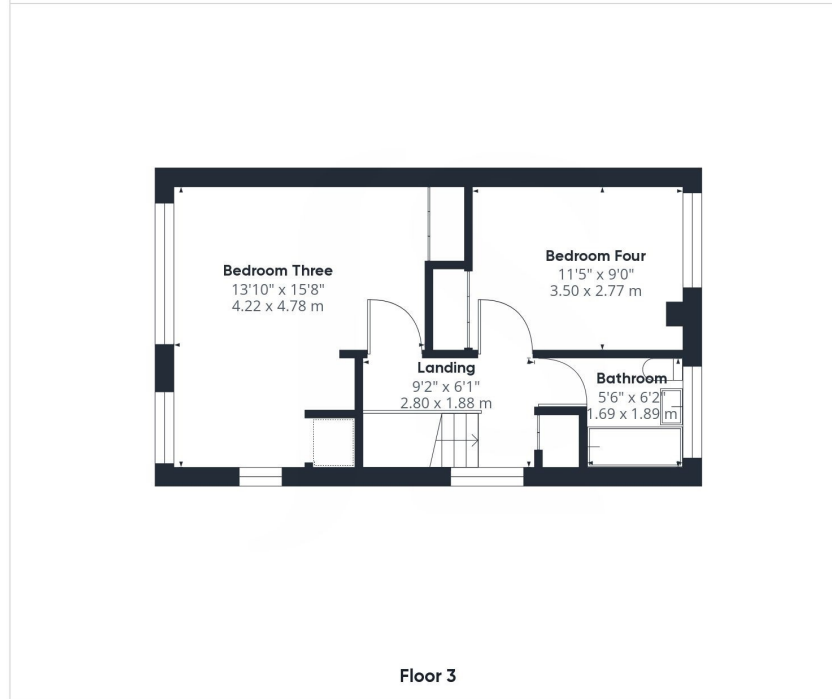 Bedroom Three
13'10" x 15'8"
4.22 x 4.78 m
Bedroom Four
11'5" x 9'0"
3.50 x 2.77 m
Landing
9'2" x 6'1"
2.80 x 1.88 m
Bathroom
5'6" x 6'2"
1.69 x 1.89 m
Floor 3